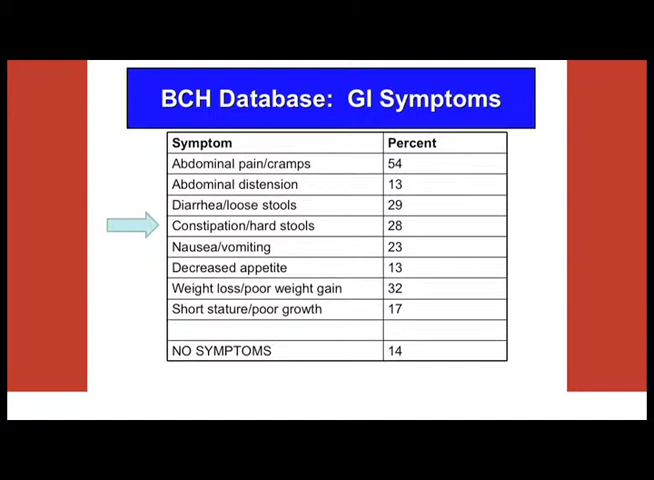 BCH Database: GI Symptoms
Symptom Percent
Abdominal pain/cramps 54
Abdominal distension 13
Diarrhea/loose stools 29
Constipation/hard stools 28
Nausea/vomiting 23
Decreased appetite 13
Weight loss/poor weight gain 32
Short stature/poor growth 17
NO SYMPTOMS 14